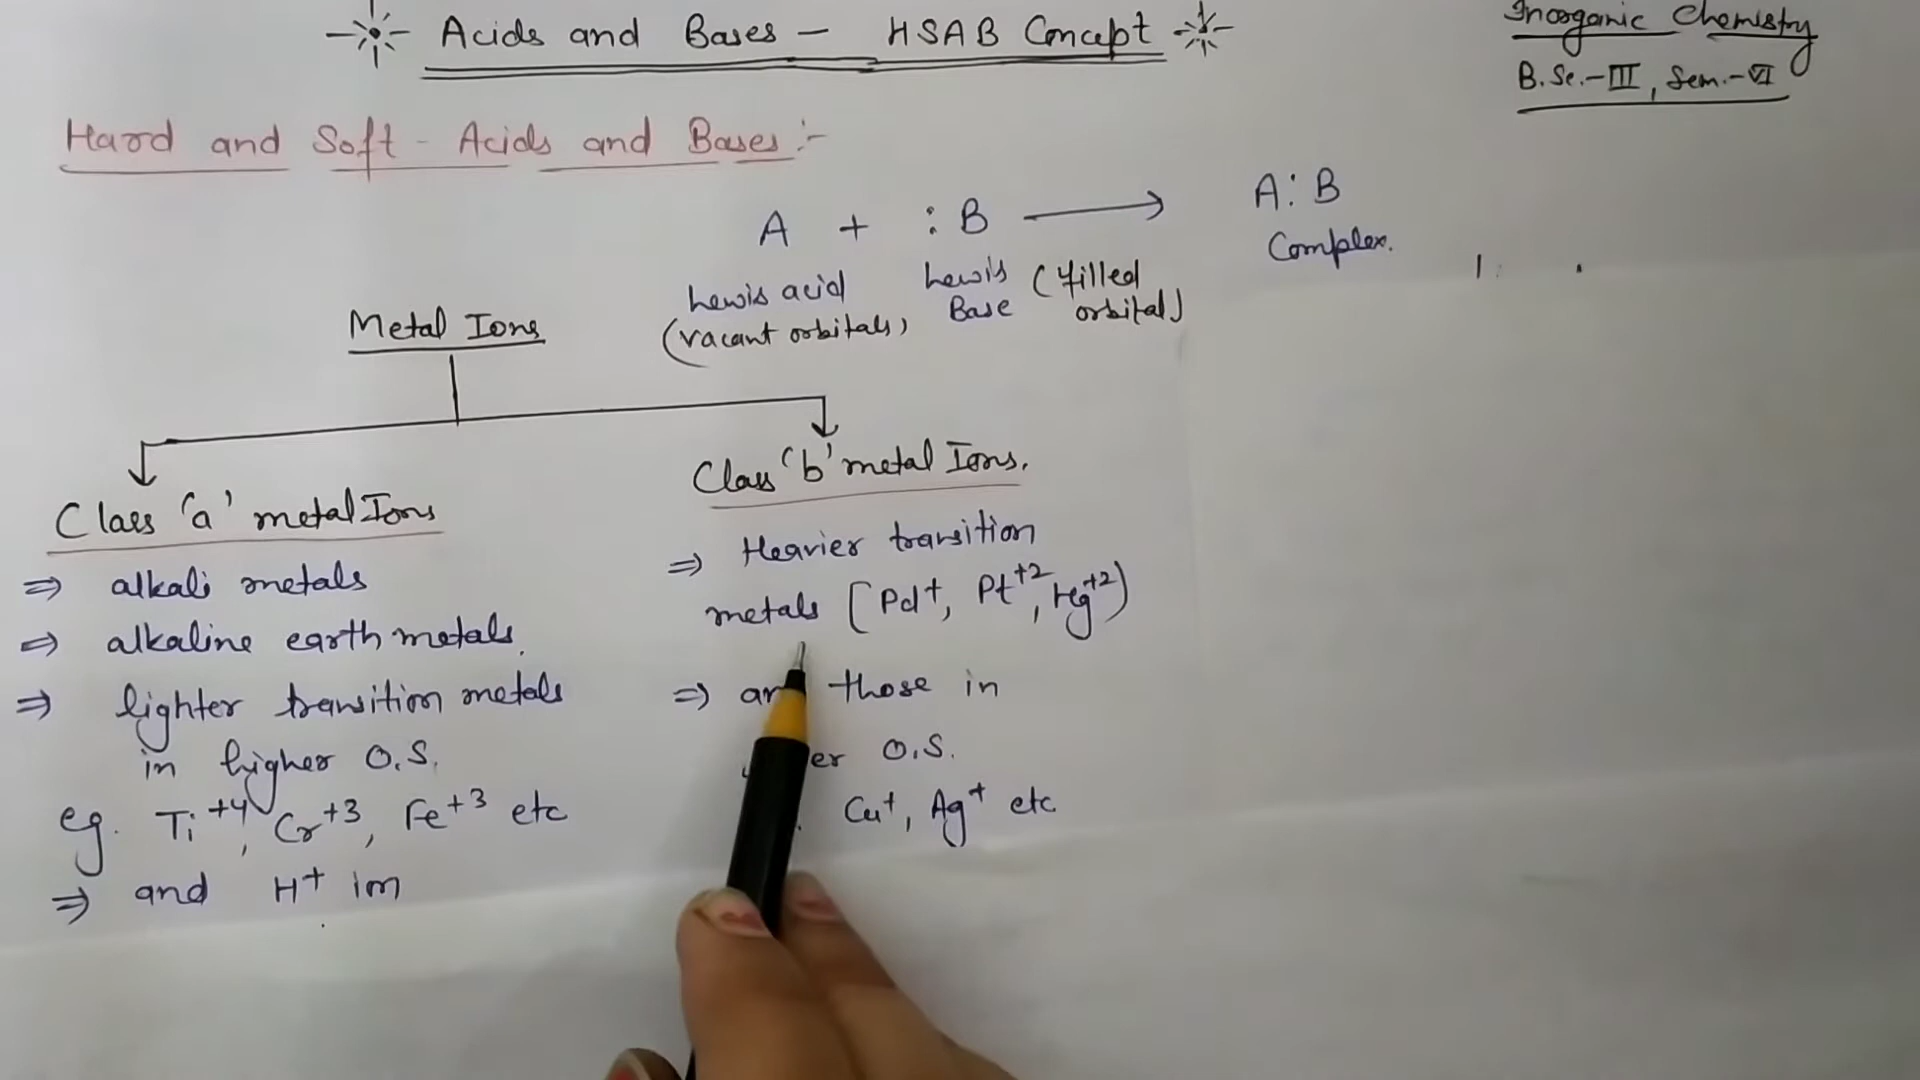 Acids and Bases - HSAB Concept
Inorganic Chemistry
B.Sc.-III, Sem.-VI
Hard and Soft - Acids and Bases :-
A + :B → A:B
Complex.
Lewis acid
(vacant orbitals)
Lewis Base (filled orbital)
Metal Ions
Class 'a' metal Ions
⇒ alkali metals
⇒ alkaline earth metals.
⇒ lighter transition metals
in higher O.S.
eg. Ti+4, Cr+3, Fe+3 etc
⇒ and H+ ion
Class 'b' metal Ions.
⇒ Heavier transition
metals [Pd+, Pt+2, Hg+2)
⇒ those in
O.S.
Cu+, Ag+ etc